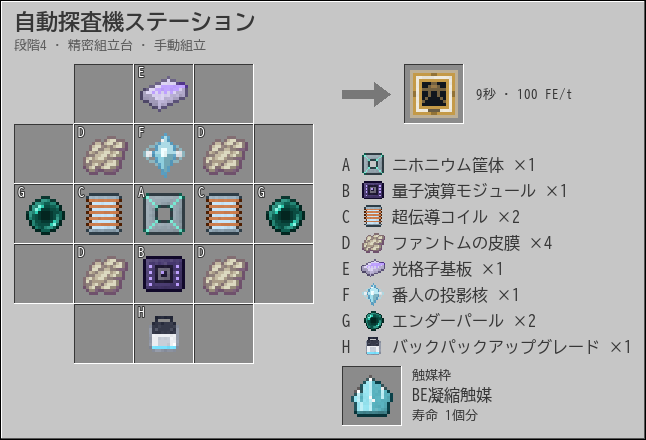 自動探査機ステーション
段階4 ・ 精密組立台 ・ 手動組立
E
D F D
G C A C G
D B D
H
9秒 ・ 100 FE/t
A ニホニウム筐体 ×1
B 量子演算モジュール ×1
C 超伝導コイル ×2
D ファントムの皮膜 ×4
E 光格子基板 ×1
F 番人の投影核 ×1
G エンダーパール ×2
H バックパックアップグレード ×1
触媒枠
BE凝縮触媒
寿命 1個分